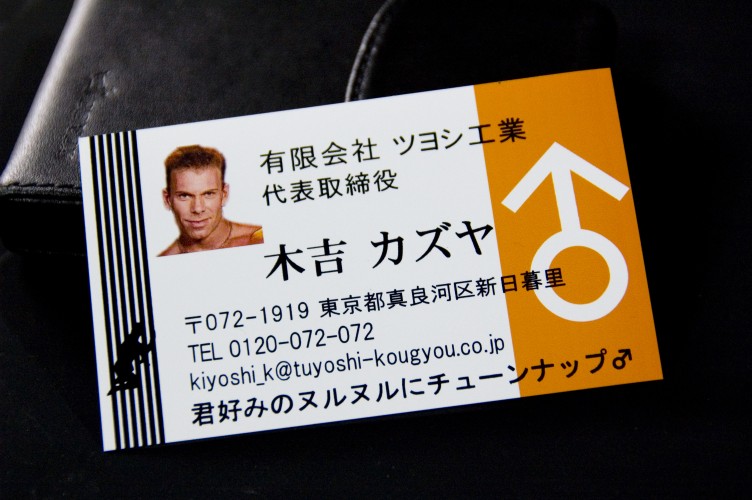 有限会社 ツヨシ工業
代表取締役
木吉 カズヤ
〒072-1919 東京都真良河区新日暮里
TEL 0120-072-072
kiyoshi_k@tuyoshi-kougyou.co.jp
君好みのヌルヌルにチューンナップ♂